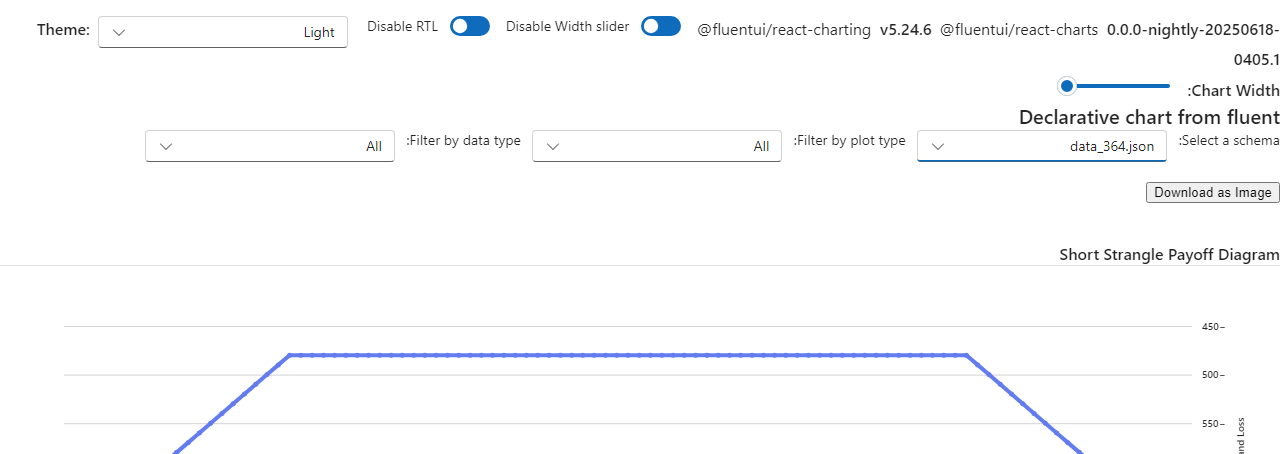 Theme: Light Disable RTL Disable Width slider @fluentui/react-charting v5.24.6 @fluentui/react-charts 0.0.0-nightly-20250618-
0405.1
:Chart Width
Declarative chart from fluent
:Select a schema data_364.json :Filter by plot type All :Filter by data type All
Download as Image
Short Strangle Payoff Diagram
450–
500–
550–
and Loss